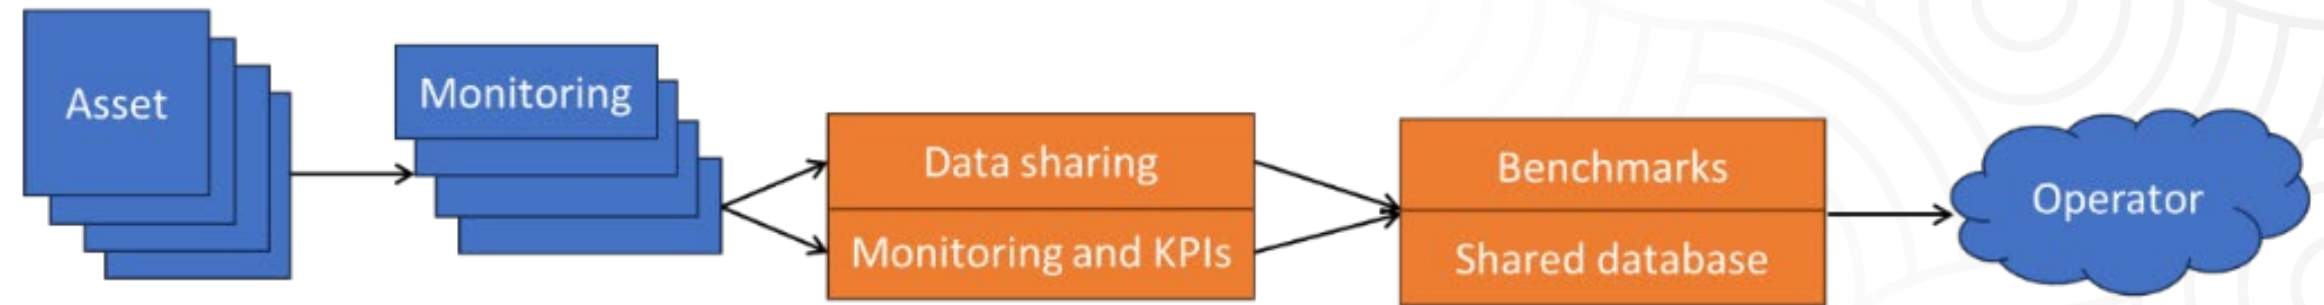 Asset
Monitoring
Data sharing
Monitoring and KPIs
Benchmarks
Shared database
Operator